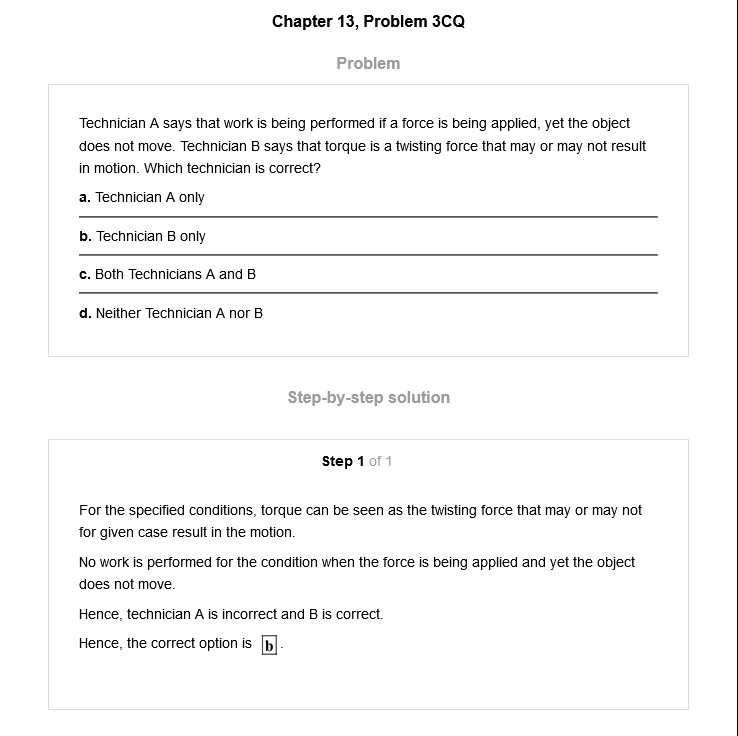 Chapter 13, Problem 3CQ
Problem
Technician A says that work is being performed if a force is being applied, yet the object
does not move. Technician B says that torque is a twisting force that may or may not result
in motion. Which technician is correct?
a. Technician A only
b. Technician B only
c. Both Technicians A and B
d. Neither Technician A nor B
Step-by-step solution
Step 1 of 1
For the specified conditions, torque can be seen as the twisting force that may or may not
for given case result in the motion.
No work is performed for the condition when the force is being applied and yet the object
does not move.
Hence, technician A is incorrect and B is correct.
Hence, the correct option is b.